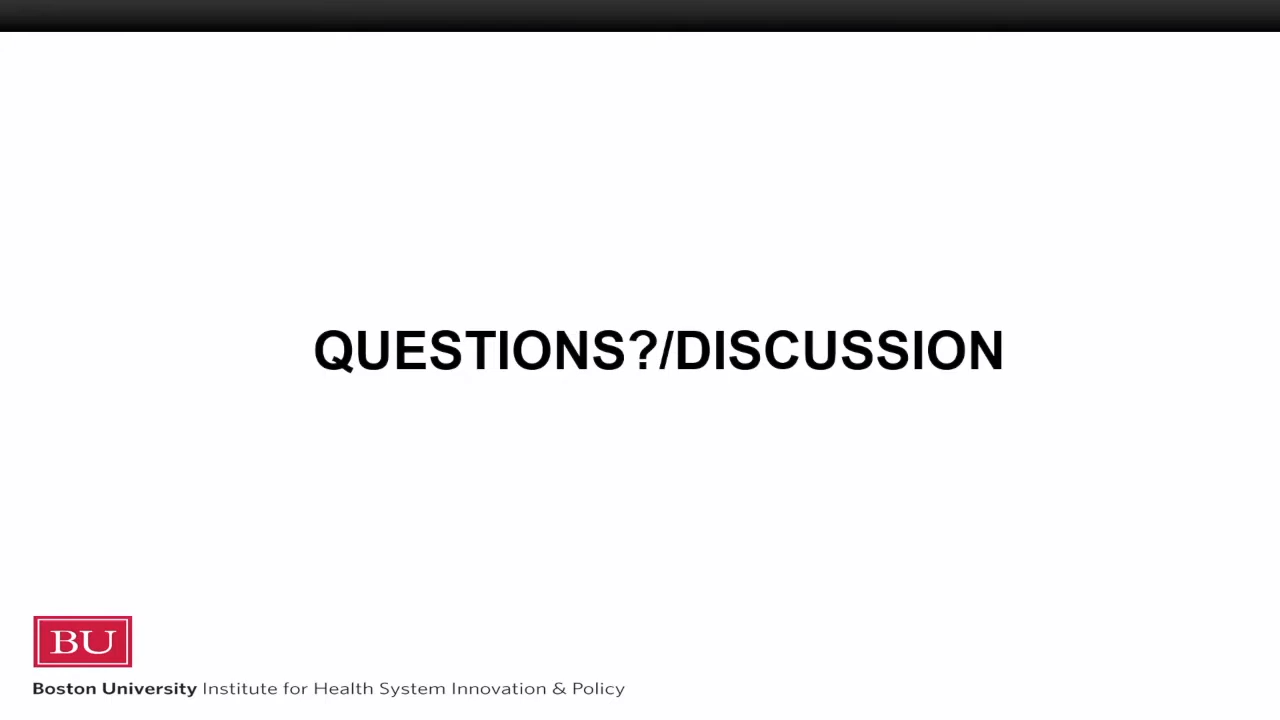 QUESTIONS?/DISCUSSION
BU
Boston University Institute for Health System Innovation & Policy